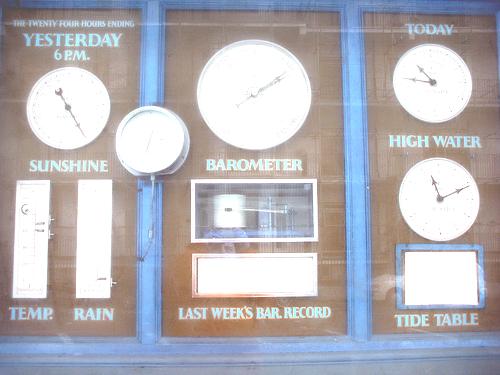 THE TWENTY FOUR HOURS ENDING
YESTERDAY
6 P.M.
SUNSHINE
TEMP.
RAIN
BAROMETER
LAST WEEK'S BAR. RECORD
TODAY
HIGH WATER
TIDE TABLE